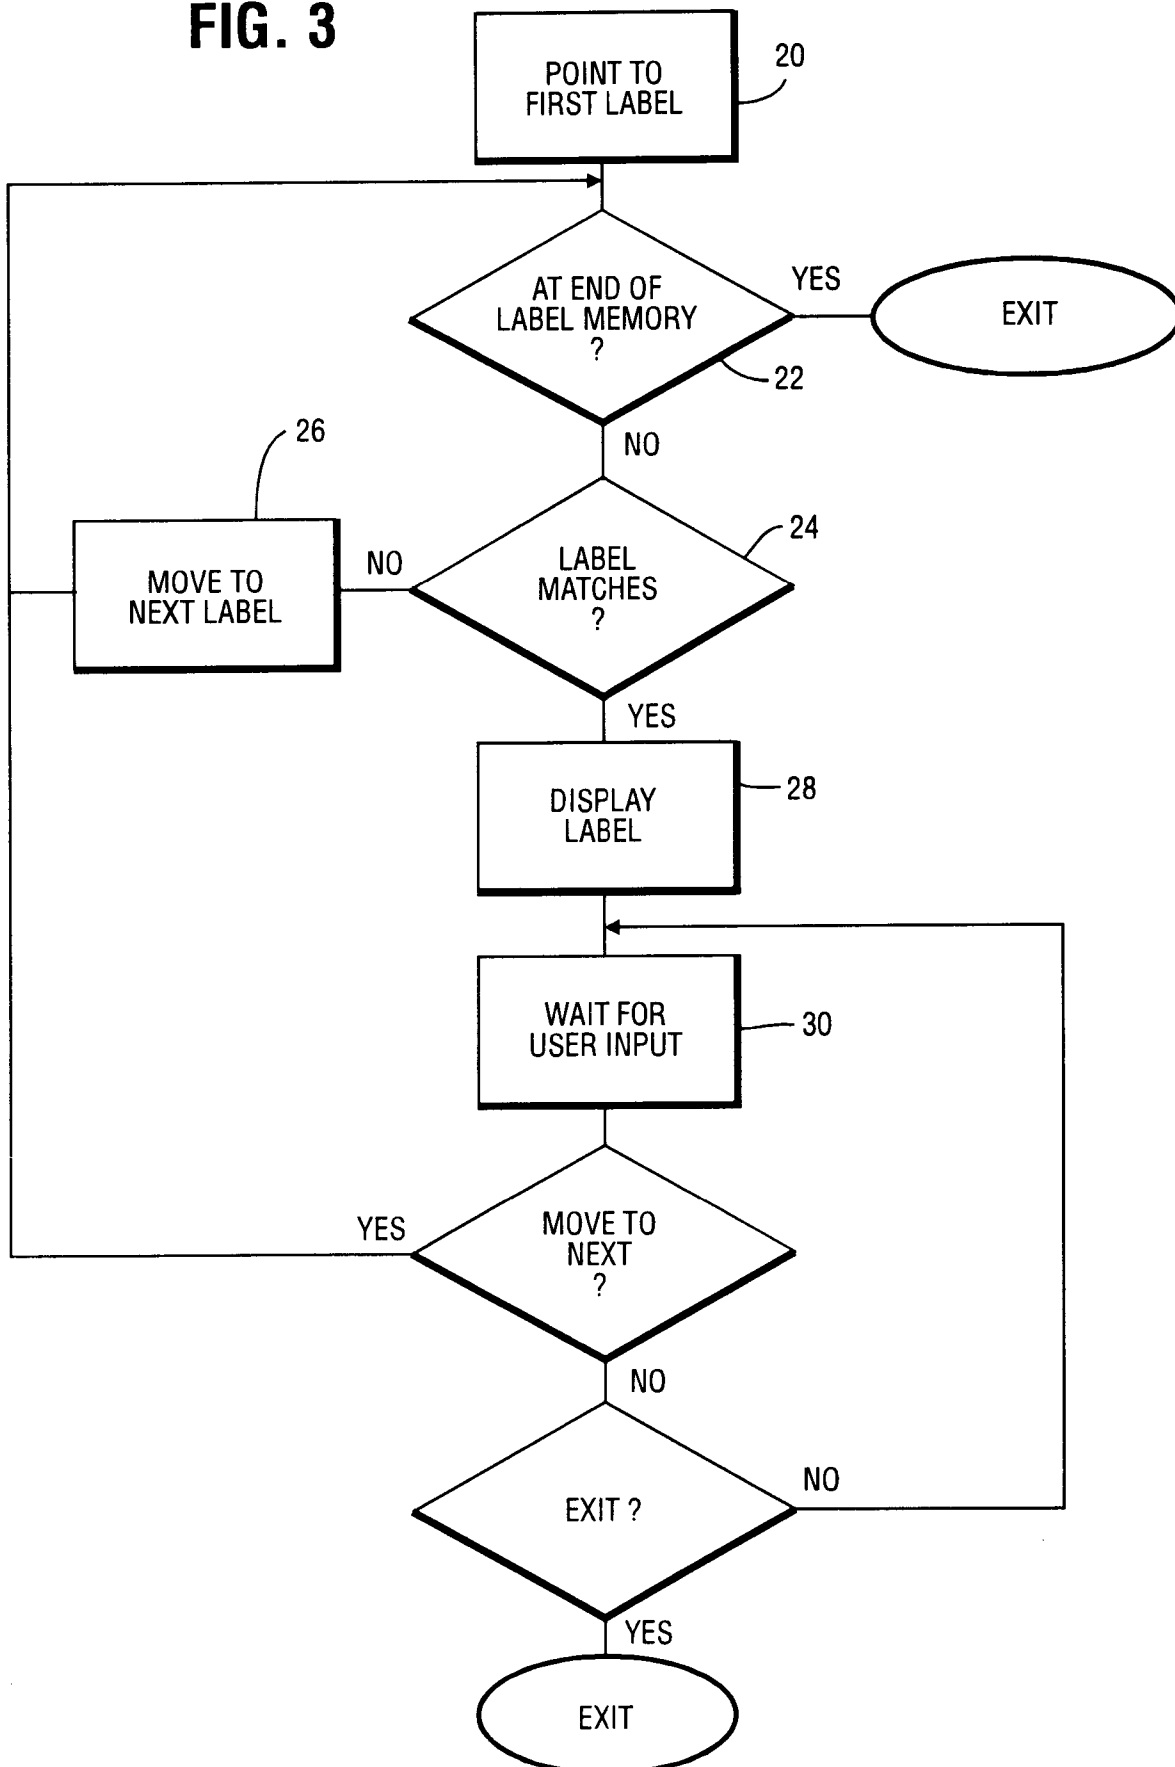 FIG. 3
POINT TO
FIRST LABEL
20
AT END OF
LABEL MEMORY
?
YES
EXIT
22
NO
26
24
LABEL
MATCHES
?
NO
MOVE TO
NEXT LABEL
YES
DISPLAY
LABEL
28
WAIT FOR
USER INPUT
30
MOVE TO
NEXT
?
YES
NO
EXIT ?
NO
YES
EXIT